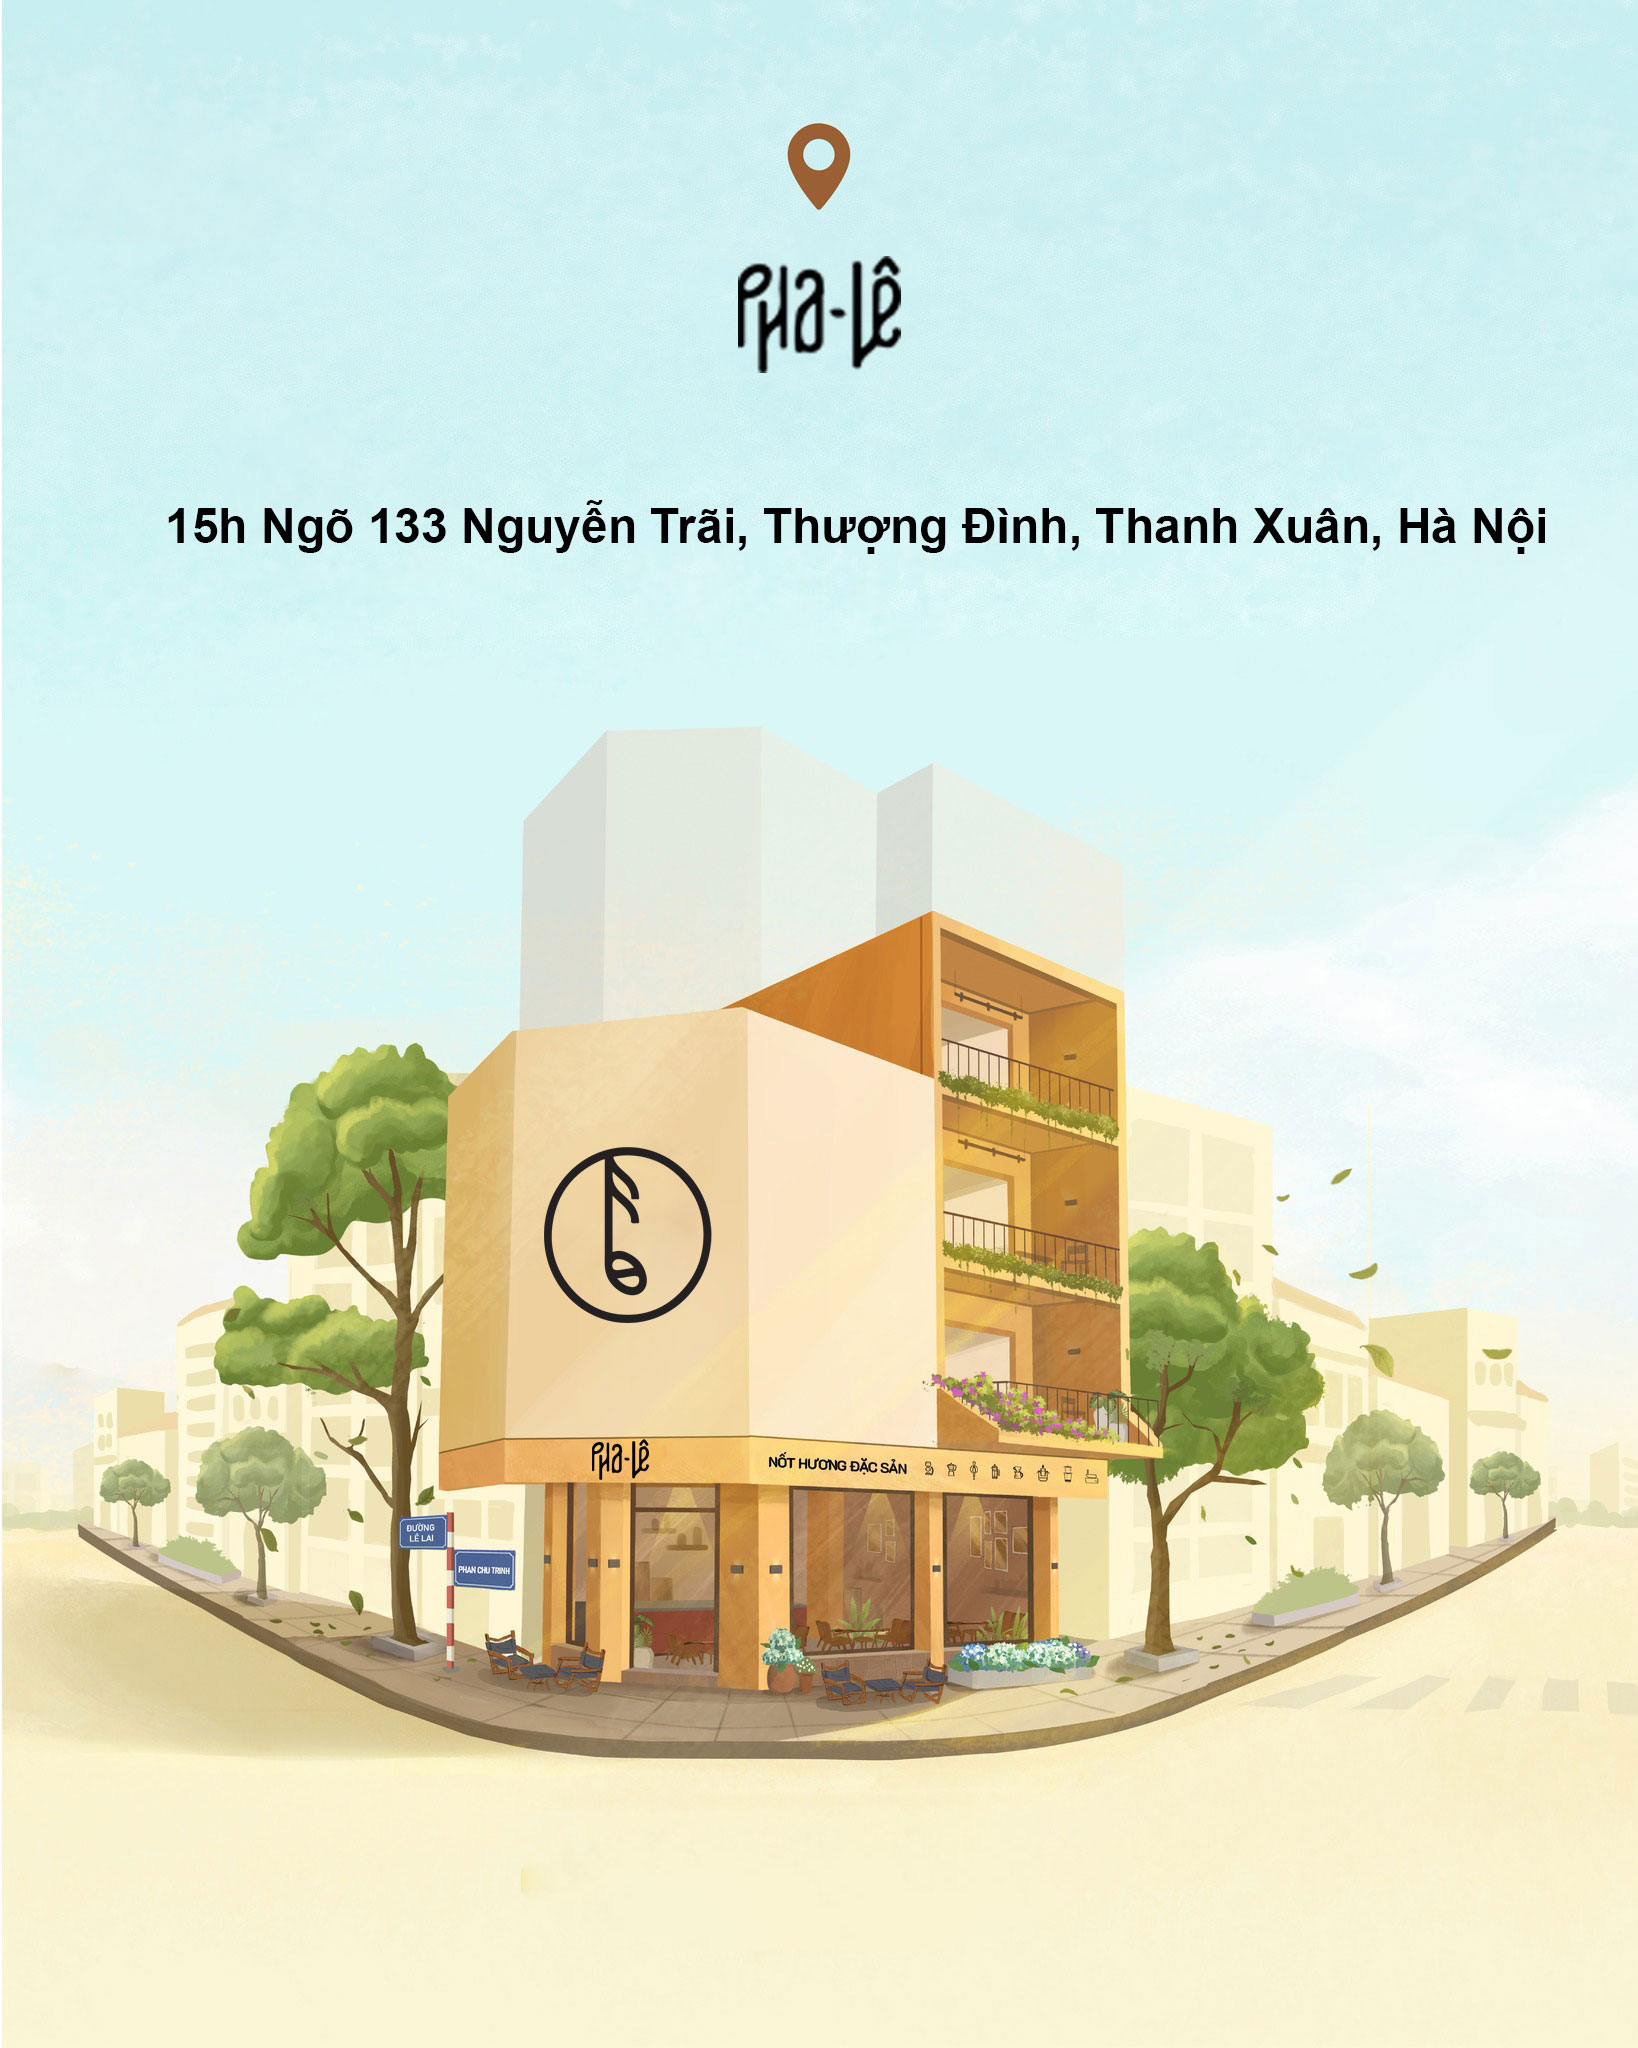 PHa-Lê
15h Ngõ 133 Nguyễn Trãi, Thượng Đình, Thanh Xuân, Hà Nội
PHa-Lê
NỐT HƯƠNG ĐẶC SẢN
ĐƯỜNG
LÊ LAI
PHAN CHU TRINH